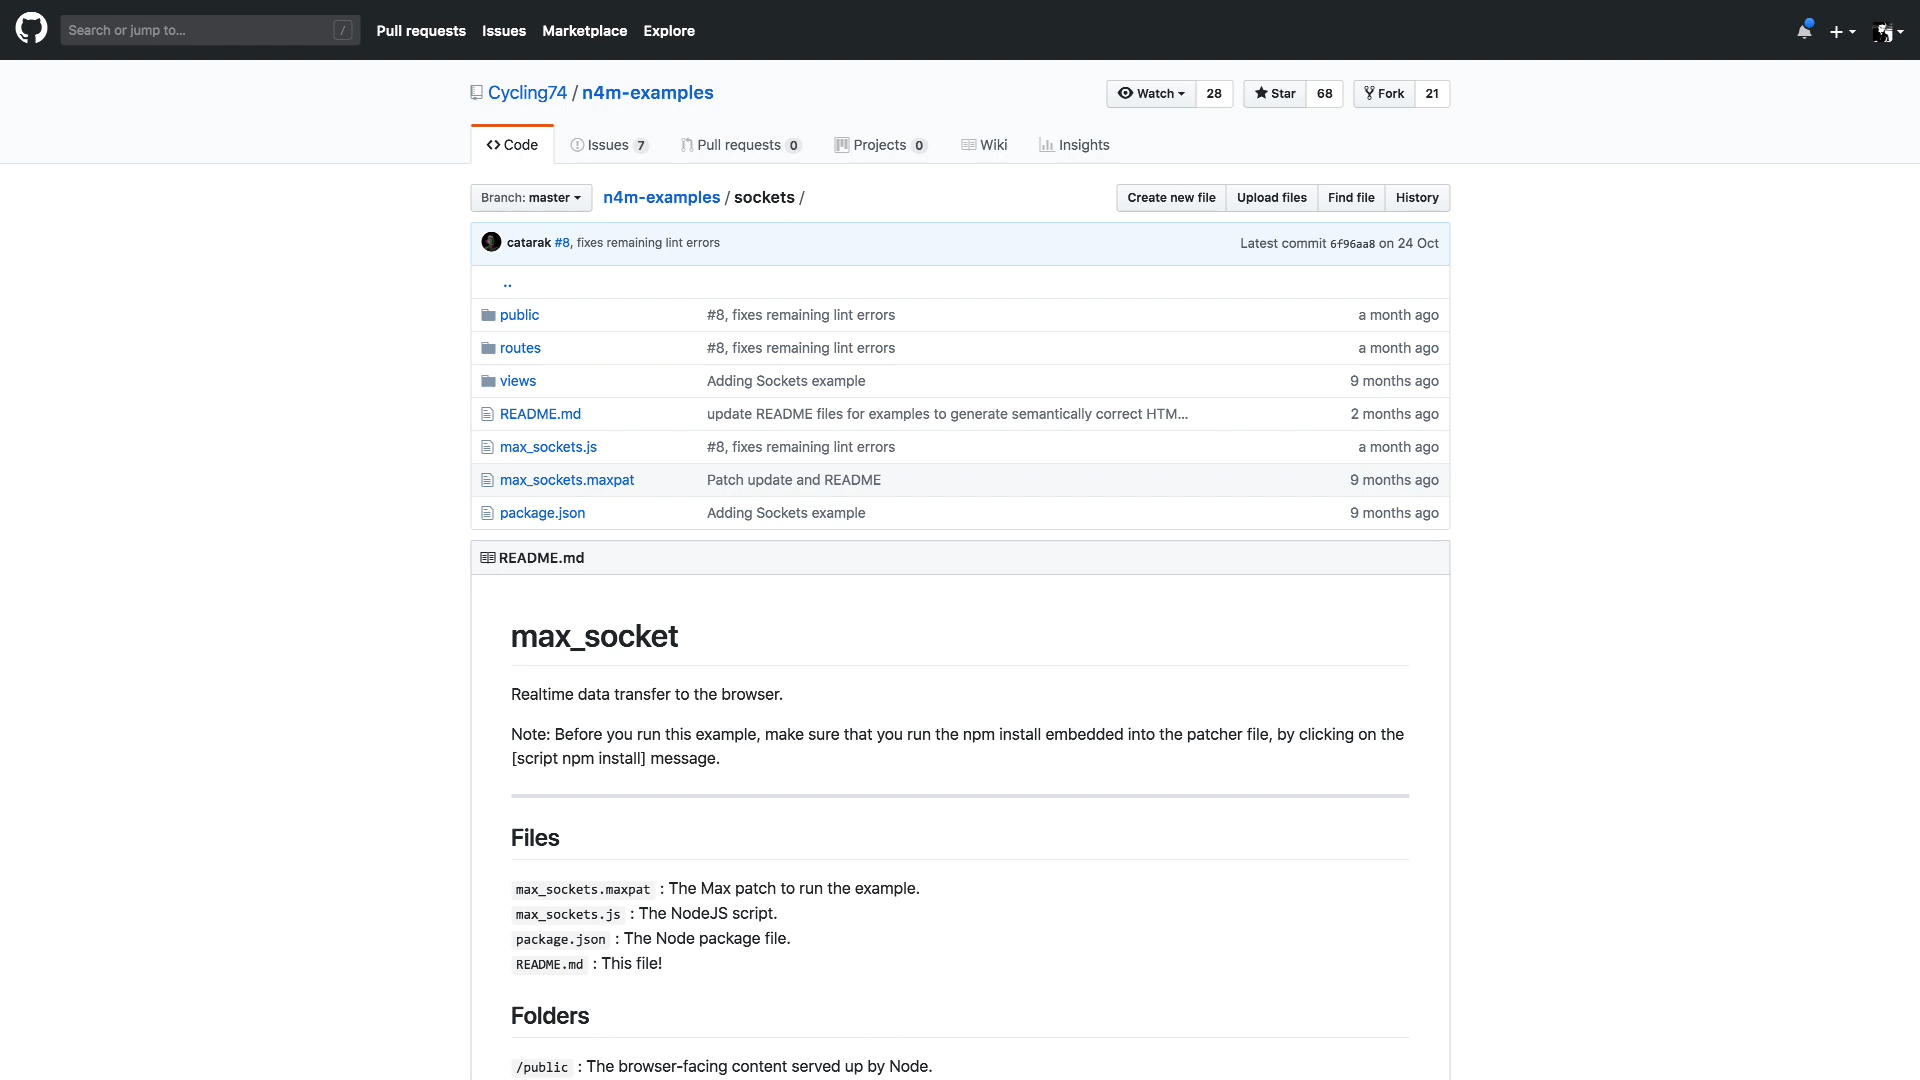 Search or jump to... /
Pull requests Issues Marketplace Explore
Cycling74 / n4m-examples
Watch 28 Star 68 Fork 21
Code Issues 7 Pull requests 0 Projects 0 Wiki Insights
Branch: master n4m-examples / sockets /
Create new file Upload files Find file History
catarak #8, fixes remaining lint errors Latest commit 6f96aa8 on 24 Oct
..
public #8, fixes remaining lint errors a month ago
routes #8, fixes remaining lint errors a month ago
views Adding Sockets example 9 months ago
README.md update README files for examples to generate semantically correct HTM... 2 months ago
max_sockets.js #8, fixes remaining lint errors a month ago
max_sockets.maxpat Patch update and README 9 months ago
package.json Adding Sockets example 9 months ago
README.md
max_socket
Realtime data transfer to the browser.
Note: Before you run this example, make sure that you run the npm install embedded into the patcher file, by clicking on the
[script npm install] message.
Files
max_sockets.maxpat : The Max patch to run the example.
max_sockets.js : The NodeJS script.
package.json : The Node package file.
README.md : This file!
Folders
/public : The browser-facing content served up by Node.